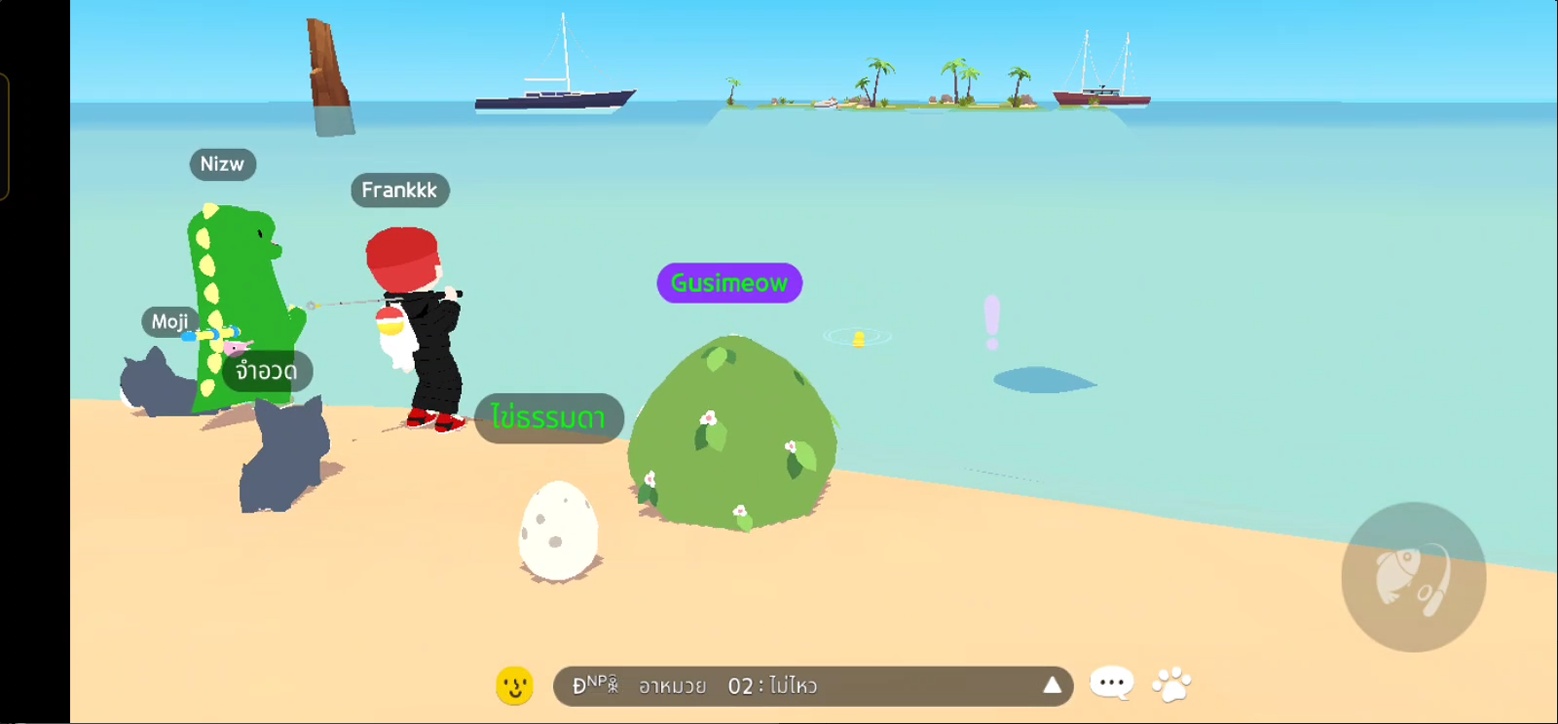 Nizw
Frankkk
Gusimeow
Moji
จำอวด
ไข่ธรรมดา
อาหมวย 02 : ไม่ไหว